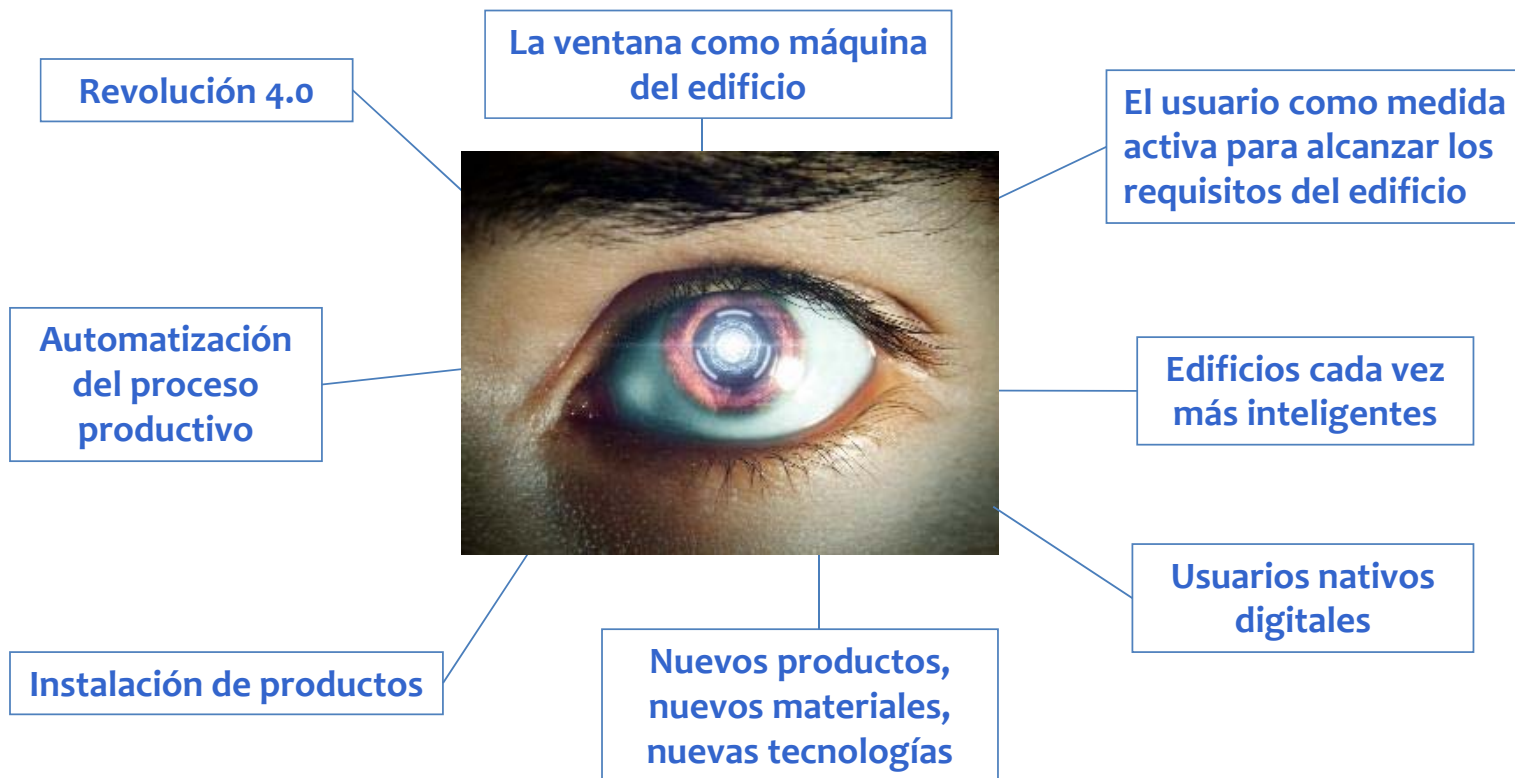 Revolución 4.0
La ventana como máquina
del edificio
El usuario como medida
activa para alcanzar los
requisitos del edificio
Automatización
del proceso
productivo
Edificios cada vez
más inteligentes
Usuarios nativos
digitales
Instalación de productos
Nuevos productos,
nuevos materiales,
nuevas tecnologías